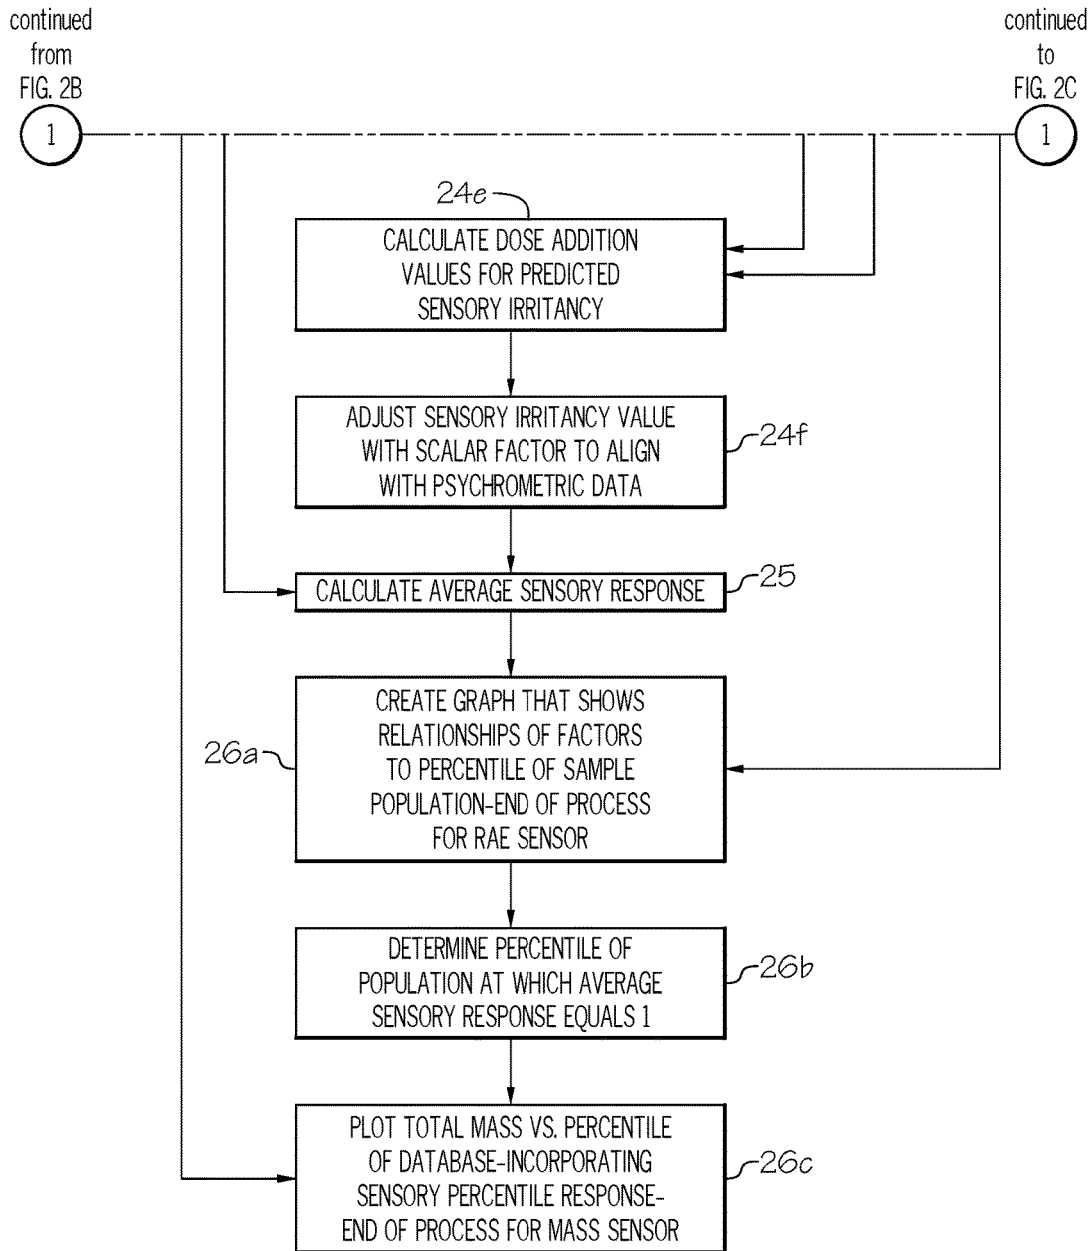 continued
from
FIG. 2B
1
continued
to
FIG. 2C
1
24e
CALCULATE DOSE ADDITION
VALUES FOR PREDICTED
SENSORY IRRITANCY
ADJUST SENSORY IRRITANCY VALUE
WITH SCALAR FACTOR TO ALIGN
WITH PSYCHROMETRIC DATA
24f
CALCULATE AVERAGE SENSORY RESPONSE
25
CREATE GRAPH THAT SHOWS
RELATIONSHIPS OF FACTORS
TO PERCENTILE OF SAMPLE
POPULATION-END OF PROCESS
FOR RAE SENSOR
26a
DETERMINE PERCENTILE OF
POPULATION AT WHICH AVERAGE
SENSORY RESPONSE EQUALS 1
26b
PLOT TOTAL MASS VS. PERCENTILE
OF DATABASE-INCORPORATING
SENSORY PERCENTILE RESPONSE-
END OF PROCESS FOR MASS SENSOR
26c